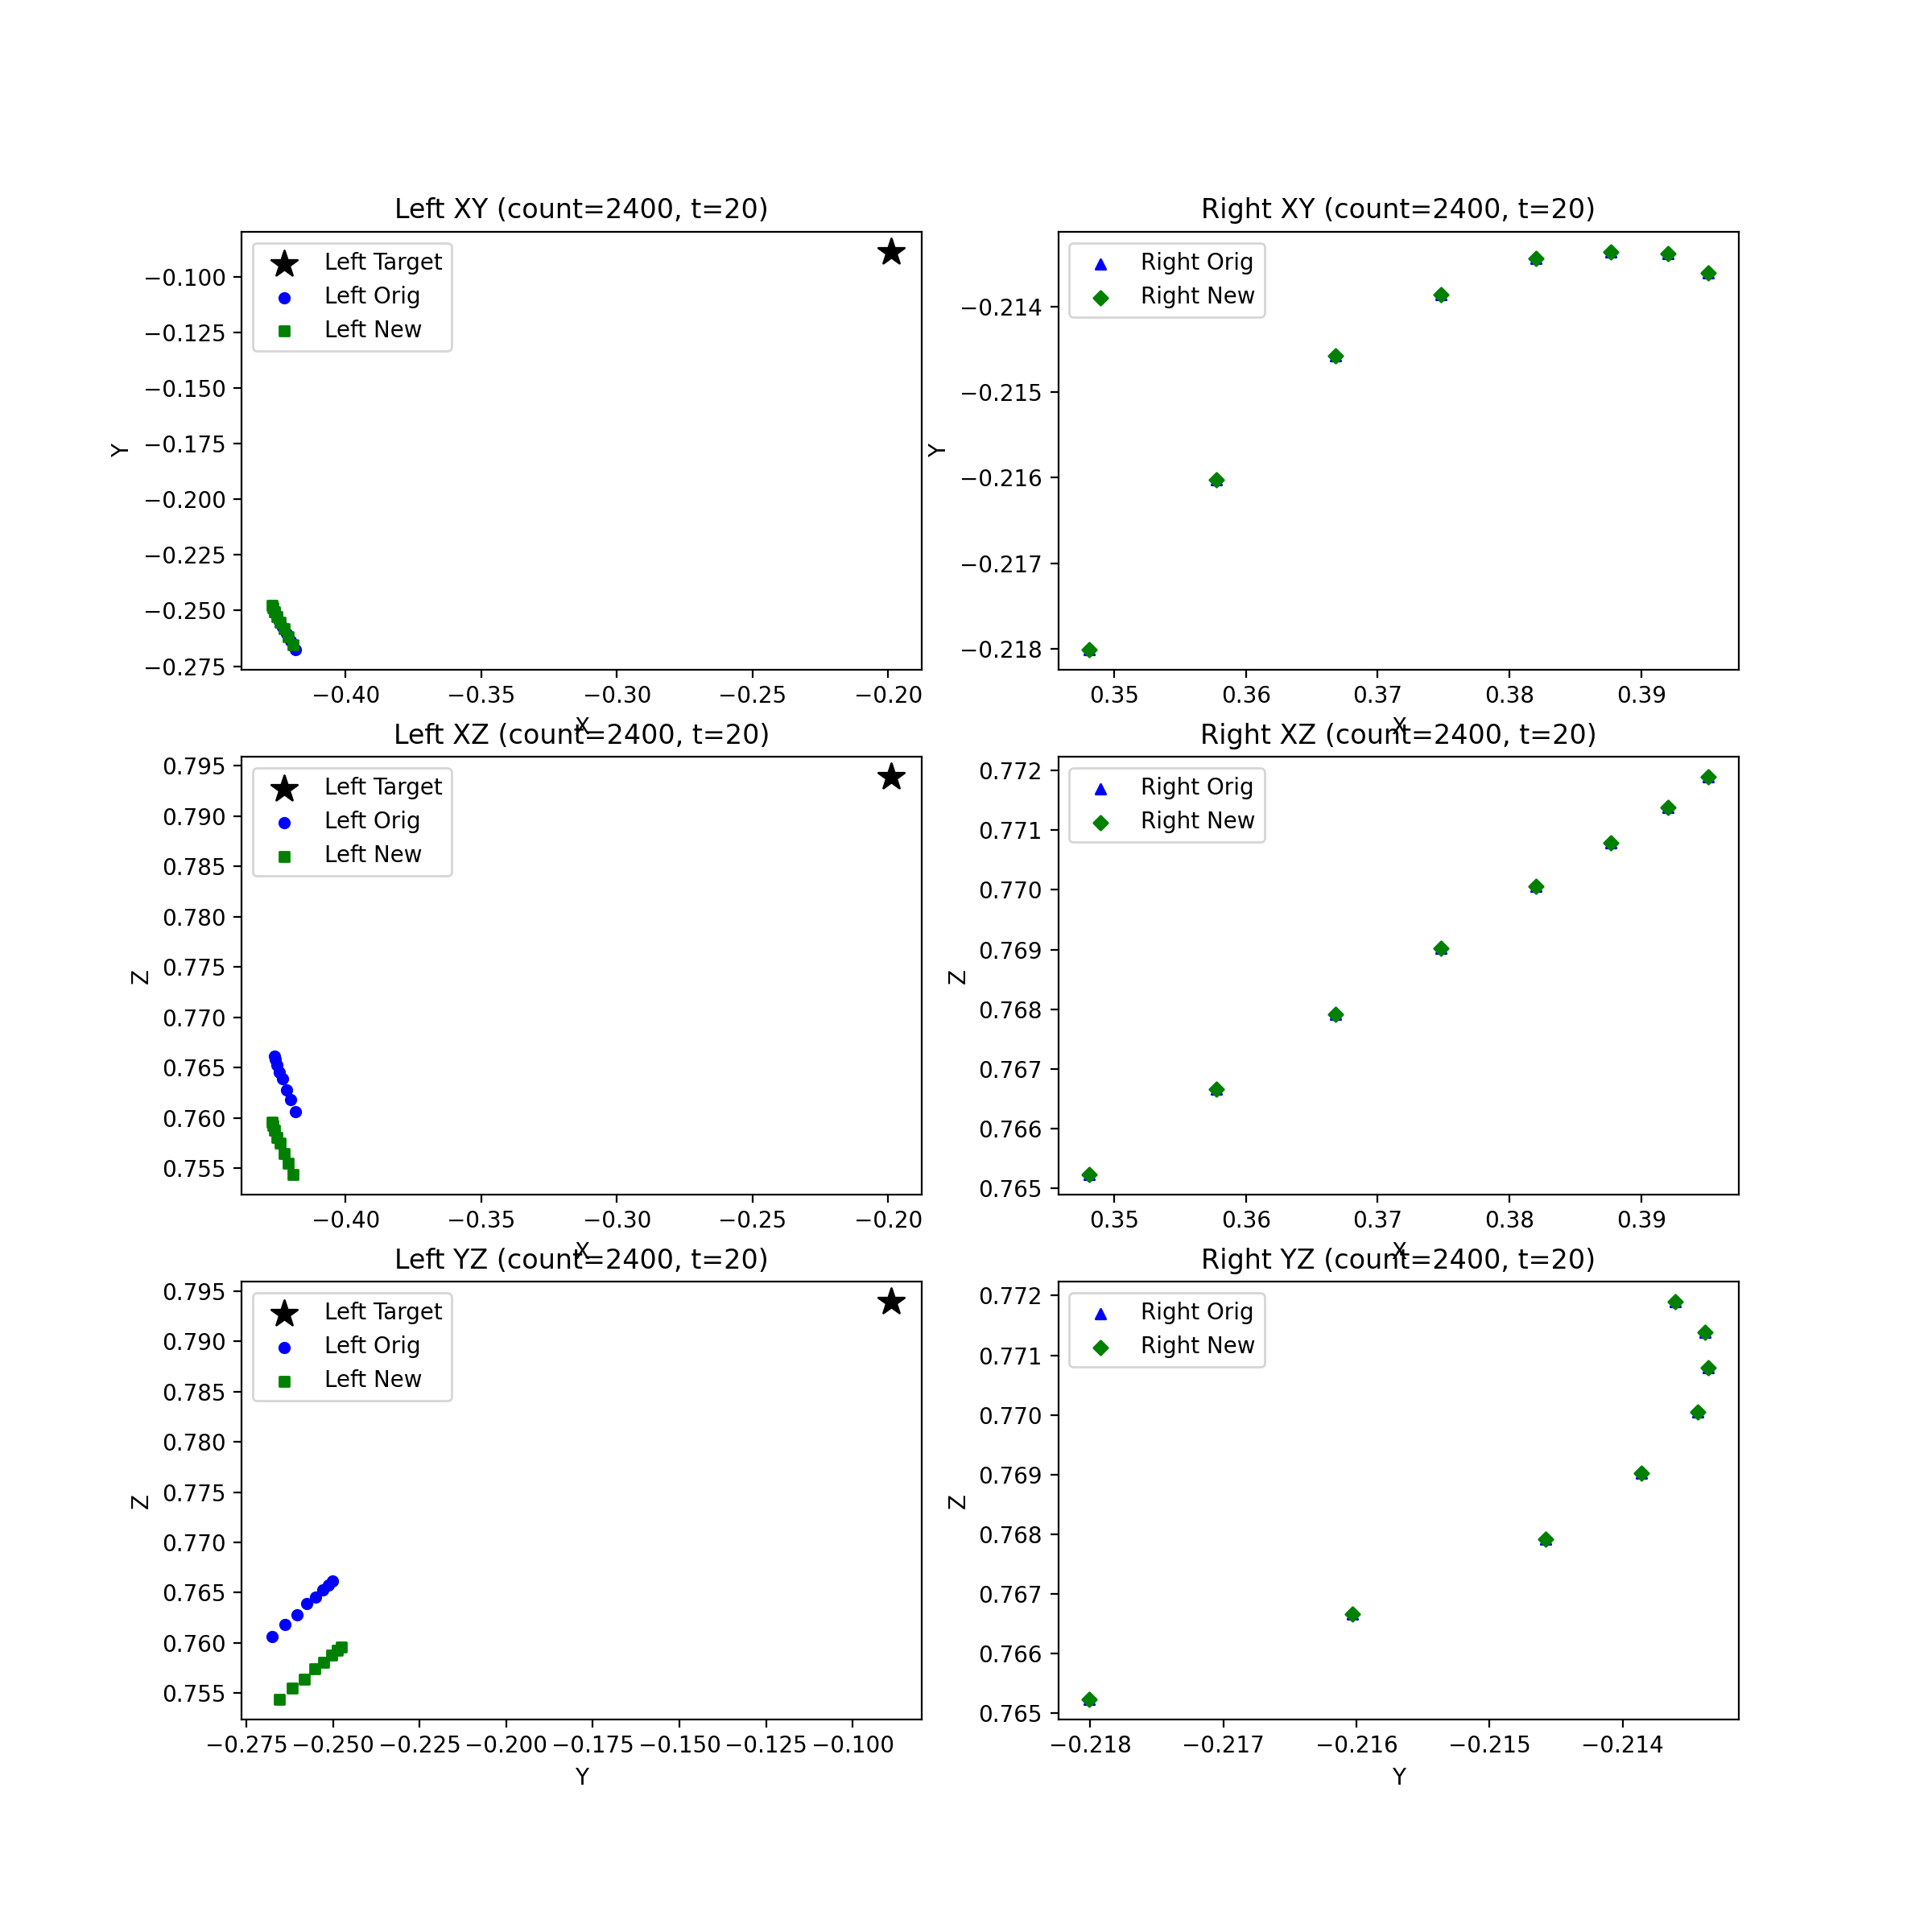 Left XY (count=2400, t=20)
Left Target
Left Orig
Left New
−0.100
−0.125
−0.150
−0.175
−0.200
−0.225
−0.250
−0.275
Y
−0.40
−0.35
−0.30
−0.25
−0.20
X
Right XY (count=2400, t=20)
Right Orig
Right New
−0.214
−0.215
−0.216
−0.217
−0.218
Y
0.35
0.36
0.37
0.38
0.39
X
Left XZ (count=2400, t=20)
Left Target
Left Orig
Left New
0.795
0.790
0.785
0.780
0.775
0.770
0.765
0.760
0.755
Z
−0.40
−0.35
−0.30
−0.25
−0.20
X
Right XZ (count=2400, t=20)
Right Orig
Right New
0.772
0.771
0.770
0.769
0.768
0.767
0.766
0.765
Z
0.35
0.36
0.37
0.38
0.39
X
Left YZ (count=2400, t=20)
Left Target
Left Orig
Left New
0.795
0.790
0.785
0.780
0.775
0.770
0.765
0.760
0.755
Z
−0.275
−0.250
−0.225
−0.200
−0.175
−0.150
−0.125
−0.100
Y
Right YZ (count=2400, t=20)
Right Orig
Right New
0.772
0.771
0.770
0.769
0.768
0.767
0.766
0.765
Z
−0.218
−0.217
−0.216
−0.215
−0.214
Y